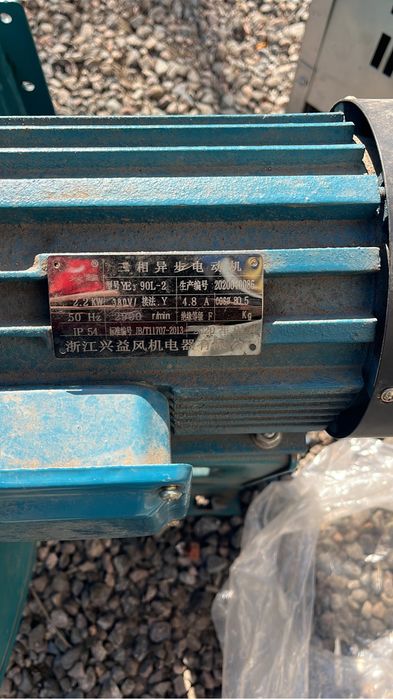 三相异步电动机
型号 YE2 90L-2 生产编号: 2020010086
2.2 KW 380V/ 接法 Y 4.8 A
50 Hz r/min 绝缘等级 F Kg
IP 54 标准编号 JB/T11707-2013
浙江兴益风机电器有